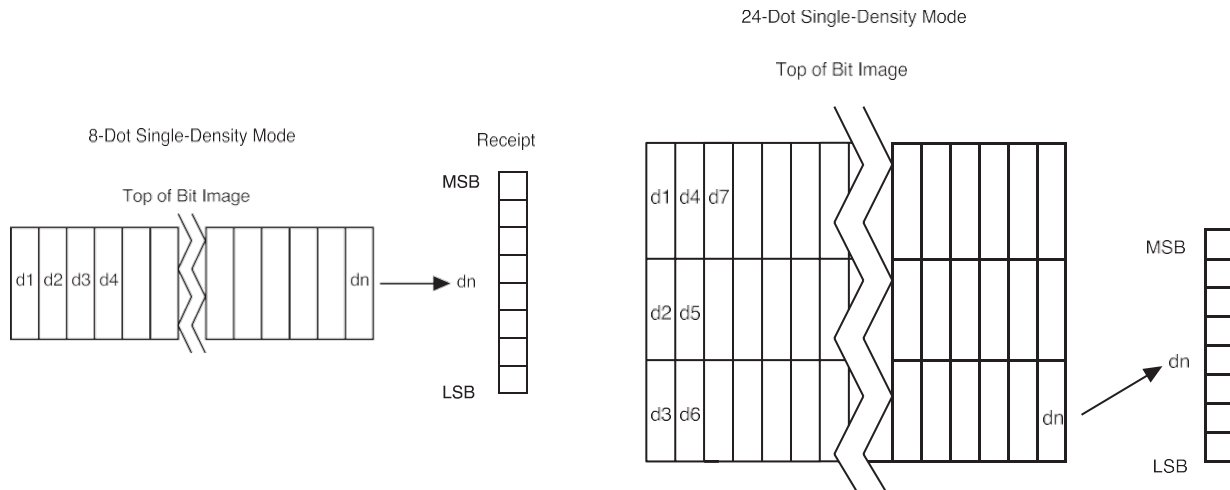 8-Dot Single-Density Mode
Top of Bit Image
d1 d2 d3 d4 dn
Receipt
MSB
dn
LSB
24-Dot Single-Density Mode
Top of Bit Image
d1 d4 d7
d2 d5
d3 d6 dn
MSB
dn
LSB